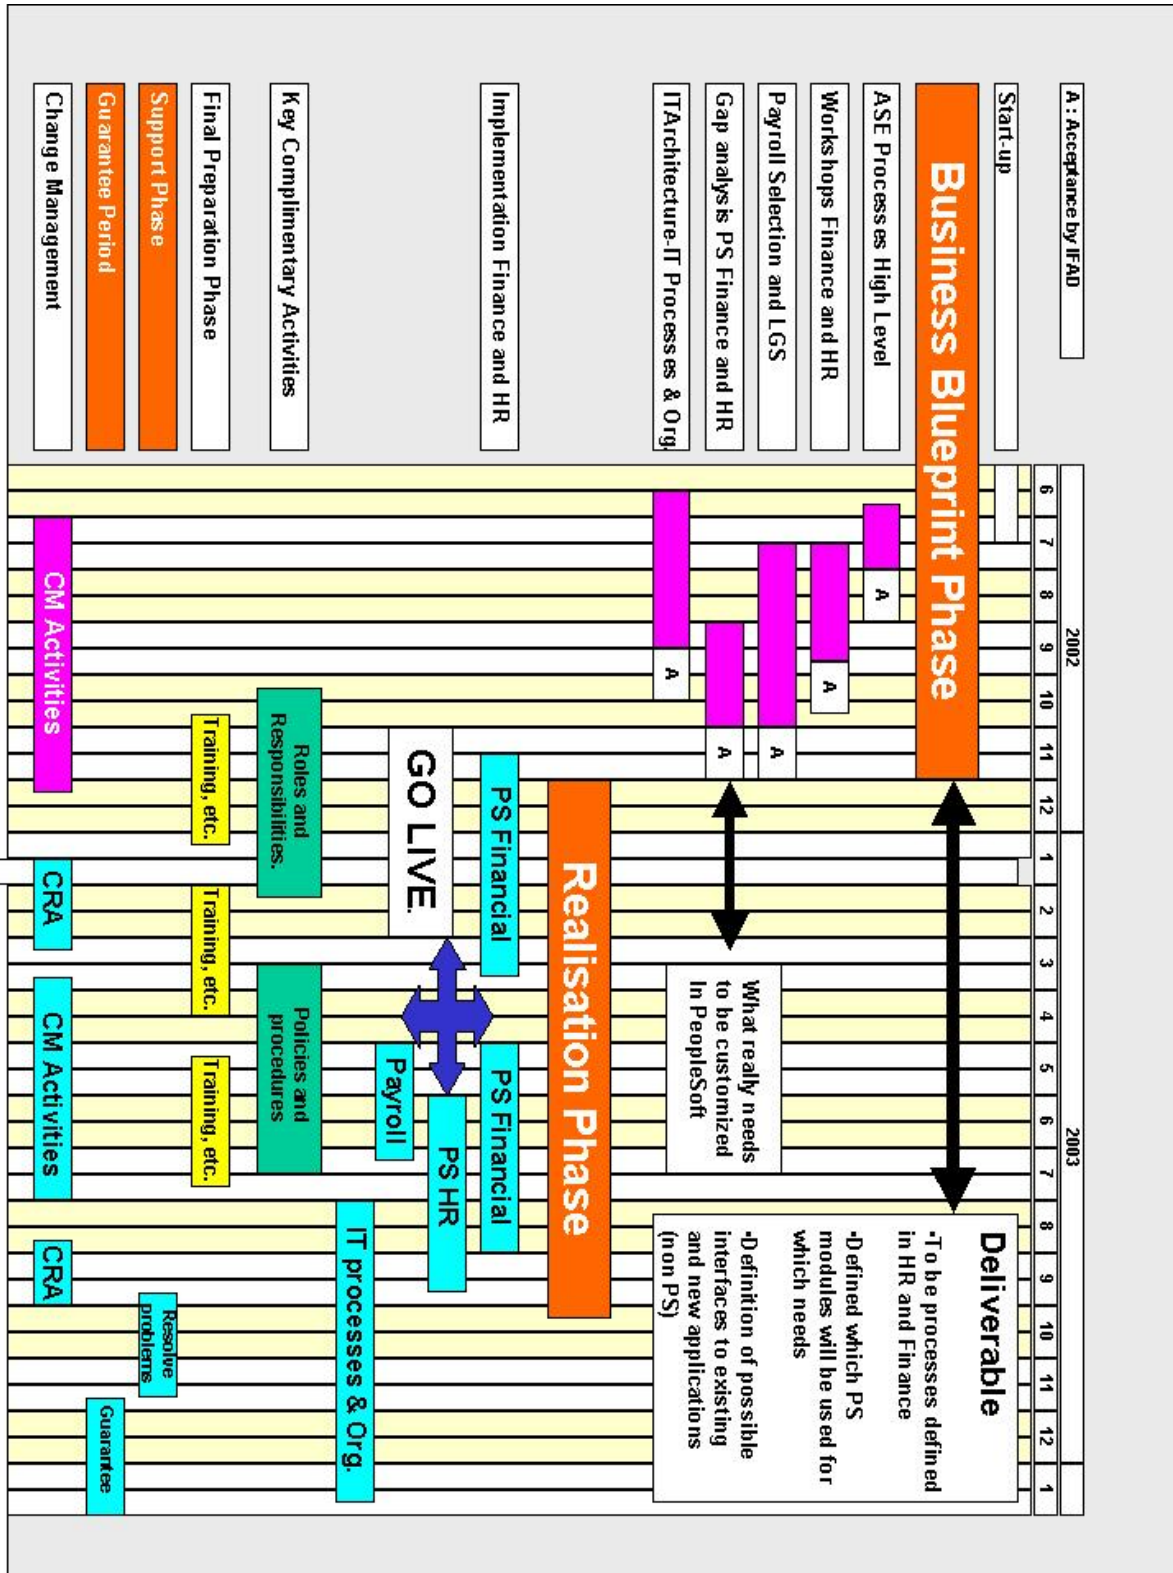 A : Acceptance by IFAD
2002
2003
6
7
8
9
10
11
12
1
2
3
4
5
6
7
8
9
10
11
12
1
Start-up
Business Blueprint Phase
ASE Processes High Level
A
Workshops Finance and HR
A
Payroll Selection and LGS
A
Gap analysis PS Finance and HR
A
ITArchitecture-IT Processes & Org.
A
Deliverable
•To be processes defined
in HR and Finance
•Defined which PS
modules will be used for
which needs
•Definition of possible
interfaces to existing
and new applications
(non PS)
What really needs
to be customized
In PeopleSoft
Realisation Phase
Implementation Finance and HR
PS Financial
PS Financial
GO LIVE.
PS HR
Payroll
IT processes & Org.
Key Complimentary Activities
Roles and
Responsibilities.
Policies and
procedures
Final Preparation Phase
Training, etc.
Training, etc.
Training, etc.
Support Phase
Resolve
problems
Guarantee Period
Guarantee
Change Management
CM Activities
CRA
CM Activities
CRA